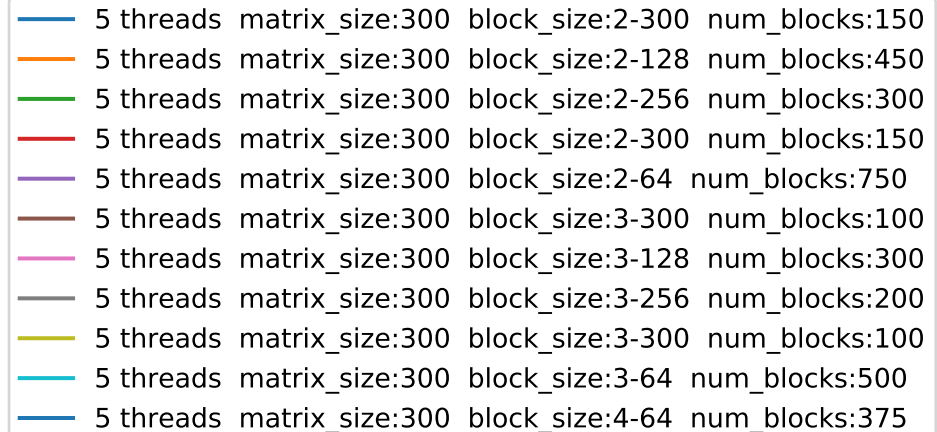 5 threads  matrix_size:300  block_size:2-300  num_blocks:150
5 threads  matrix_size:300  block_size:2-128  num_blocks:450
5 threads  matrix_size:300  block_size:2-256  num_blocks:300
5 threads  matrix_size:300  block_size:2-300  num_blocks:150
5 threads  matrix_size:300  block_size:2-64  num_blocks:750
5 threads  matrix_size:300  block_size:3-300  num_blocks:100
5 threads  matrix_size:300  block_size:3-128  num_blocks:300
5 threads  matrix_size:300  block_size:3-256  num_blocks:200
5 threads  matrix_size:300  block_size:3-300  num_blocks:100
5 threads  matrix_size:300  block_size:3-64  num_blocks:500
5 threads  matrix_size:300  block_size:4-64  num_blocks:375